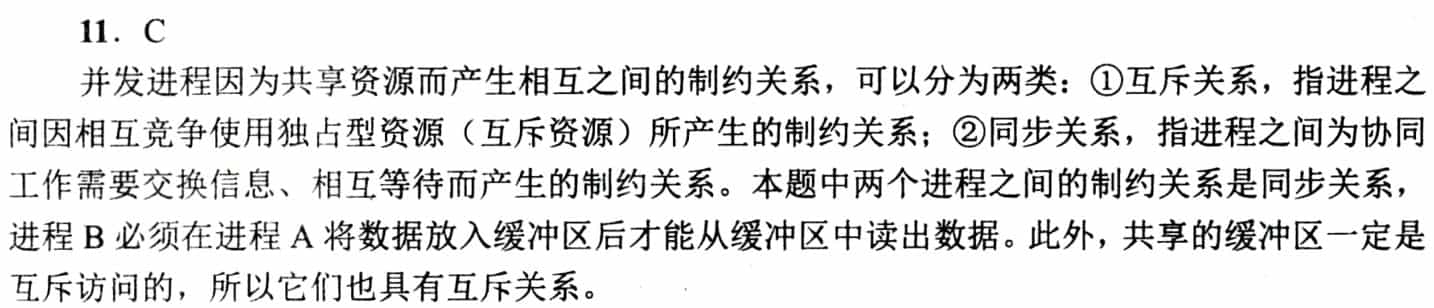 11. C
并发进程因为共享资源而产生相互之间的制约关系，可以分为两类：①互斥关系，指进程之
间因相互竞争使用独占型资源（互斥资源）所产生的制约关系；②同步关系，指进程之间为协同
工作需要交换信息、相互等待而产生的制约关系。本题中两个进程之间的制约关系是同步关系，
进程 B 必须在进程 A 将数据放入缓冲区后才能从缓冲区中读出数据。此外，共享的缓冲区一定是
互斥访问的，所以它们也具有互斥关系。